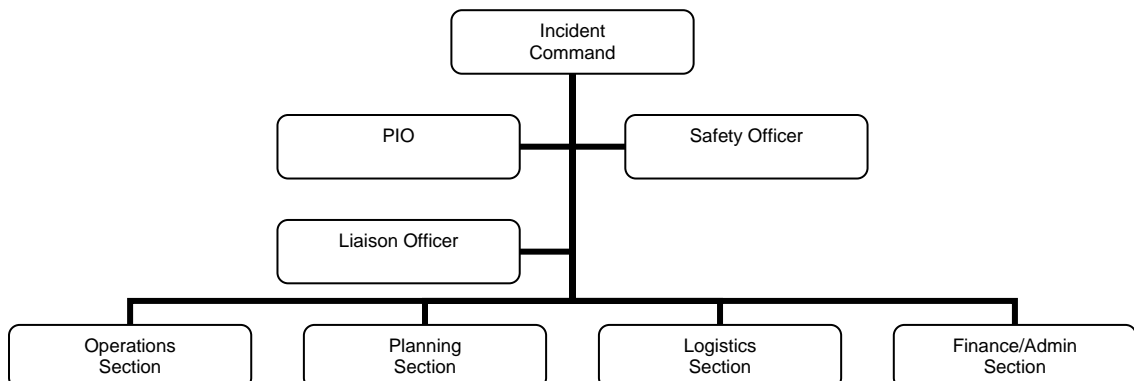 Incident
Command
PIO
Safety Officer
Liaison Officer
Operations
Section
Planning
Section
Logistics
Section
Finance/Admin
Section